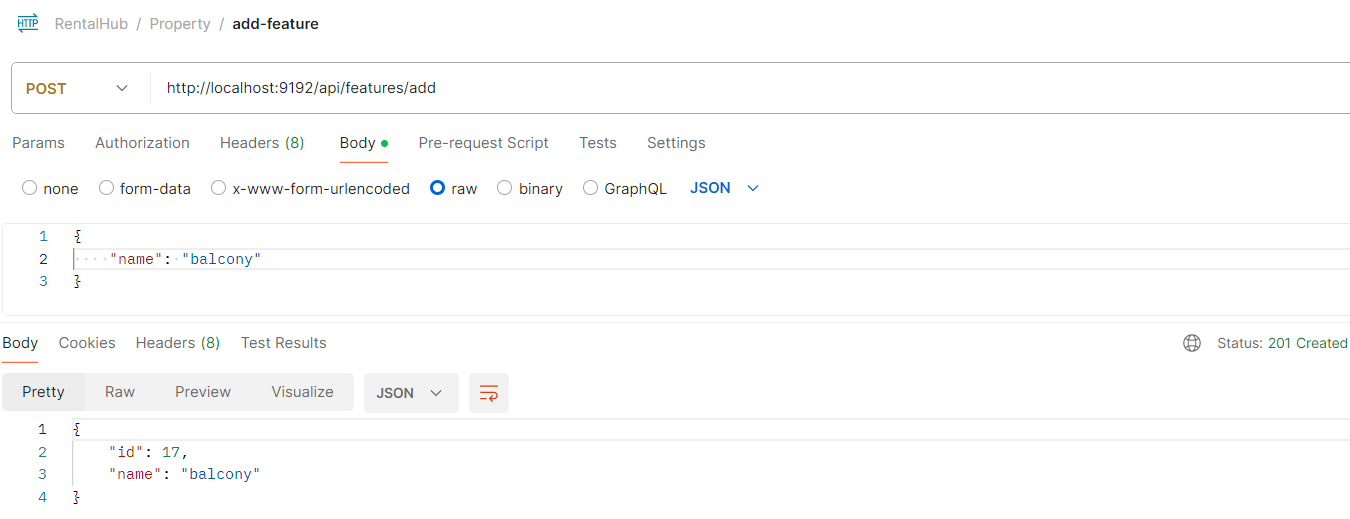 HTTP RentalHub / Property / add-feature
POST http://localhost:9192/api/features/add
Params Authorization Headers (8) Body Pre-request Script Tests Settings
none form-data x-www-form-urlencoded raw binary GraphQL JSON
1 {
2 "name": "balcony"
3 }
Body Cookies Headers (8) Test Results Status: 201 Created
Pretty Raw Preview Visualize JSON
1 {
2 "id": 17,
3 "name": "balcony"
4 }